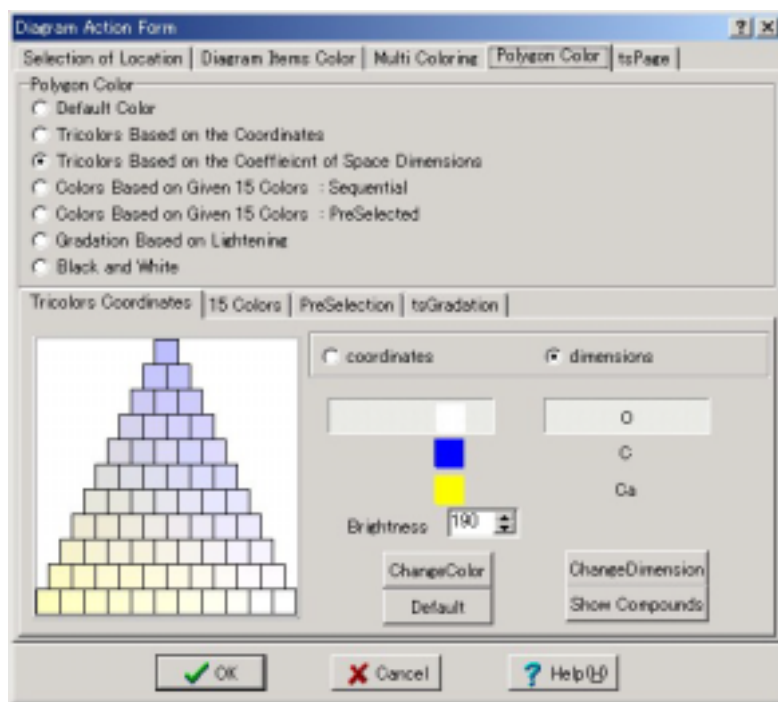 Diagram Action Form
Selection of Location | Diagram Items Color | Multi Coloring | Polygon Color | tsPage
Polygon Color
Default Color
Tricolors Based on the Coordinates
Tricolors Based on the Coeffieicnt of Space Dimensions
Colors Based on Given 15 Colors : Sequential
Colors Based on Given 15 Colors : PreSelected
Gradation Based on Lightening
Black and White
Tricolors Coordinates | 15 Colors | PreSelection | tsGradation
coordinates dimensions
O
C
Ca
Brightness 190
ChangeColor ChangeDimension
Default Show Compounds
OK Cancel Help(H)